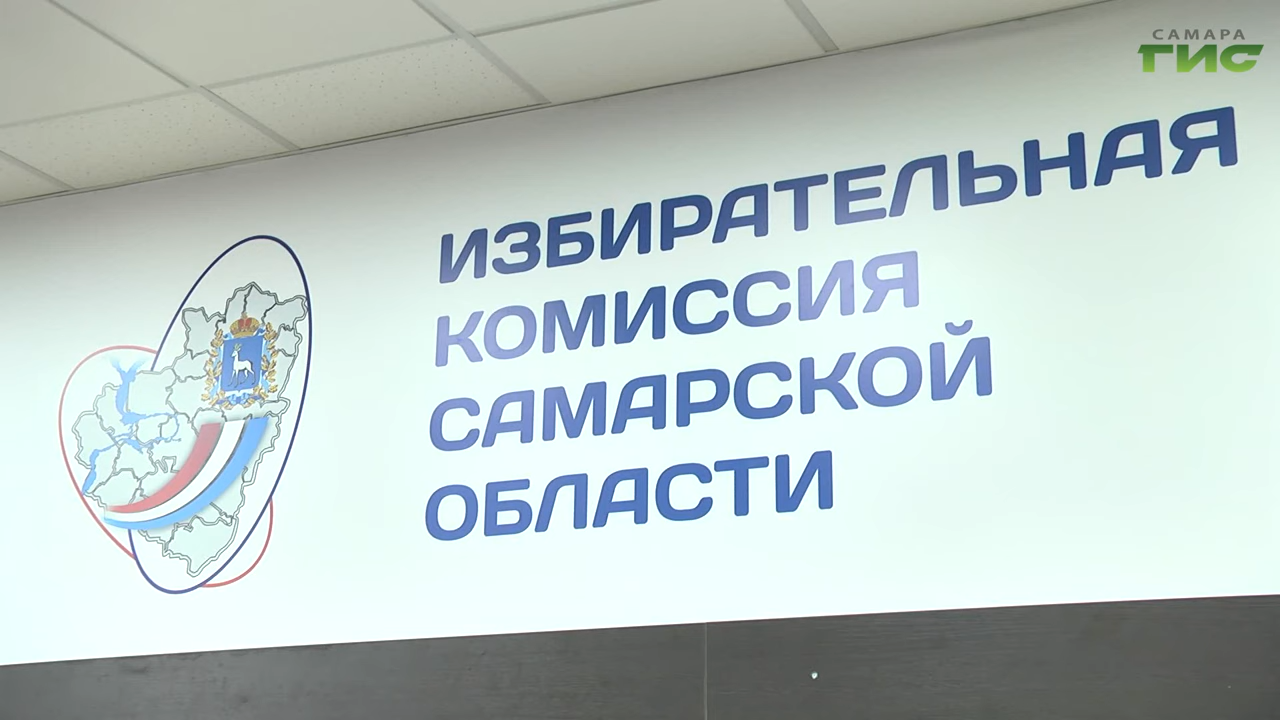 САМАРА
ГИС
ИЗБИРАТЕЛЬНАЯ
КОМИССИЯ
САМАРСКОЙ
ОБЛАСТИ